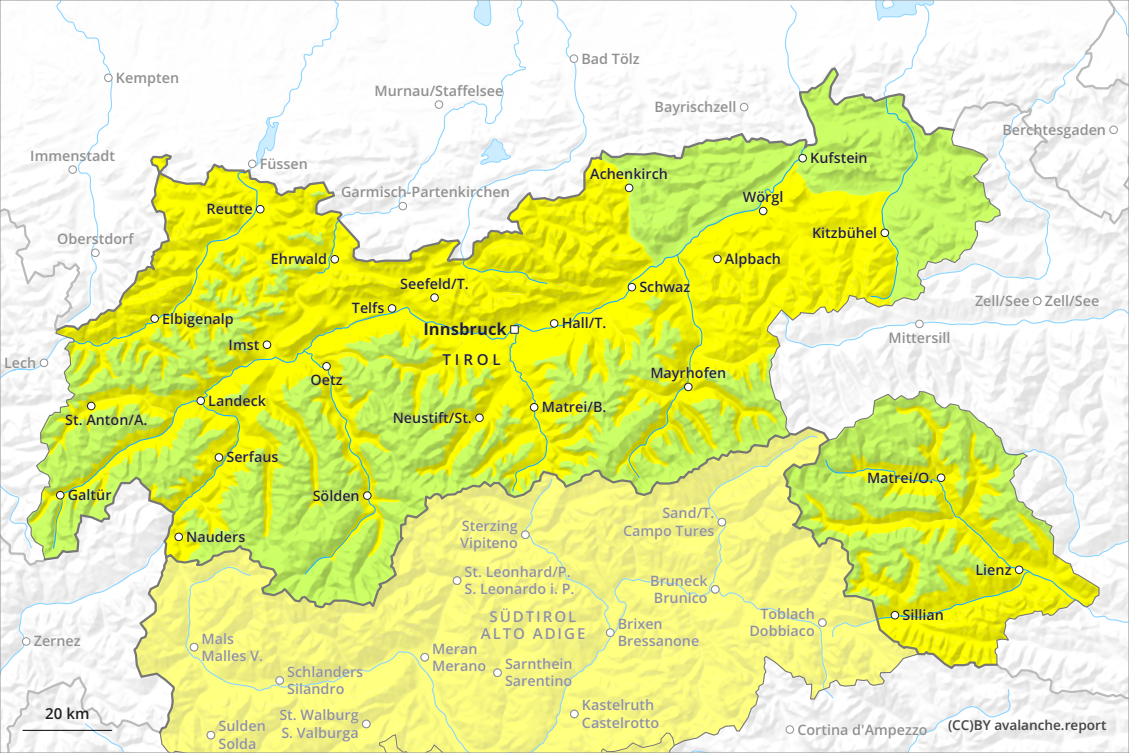 Kempten
Bad Tölz
Murnau/Staffelsee
Bayrischzell
Berchtesgaden
Immenstadt
Füssen
Kufstein
Achenkirch
Garmisch-Partenkirchen
Reutte
Wörgl
Oberstdorf
Kitzbühel
Ehrwald
Alpbach
Seefeld/T.
Schwaz
Zell/See
Zell/See
Telfs
Elbigenalp
Innsbruck
Hall/T.
Mittersill
Imst
Lech
TIROL
Oetz
Mayrhofen
Landeck
St. Anton/A.
Neustift/St.
Matrei/B.
Serfaus
Matrei/O.
Galtür
Sölden
Sand/T.
Campo Tures
Sterzing
Vipiteno
Nauders
St. Leonhard/P.
S. Leonardo i. P.
Lienz
Bruneck
Brunico
SÜDTIROL
ALTO ADIGE
Toblach
Dobbiaco
Sillian
Brixen
Bressanone
Zernez
Mals
Malles V.
Meran
Merano
Sarnthein
Sarentino
Schlanders
Silandro
Kastelruth
Castelrotto
20 km
St. Walburg
S. Valburga
Sulden
Solda
Cortina d'Ampezzo
(CC)BY avalanche.report